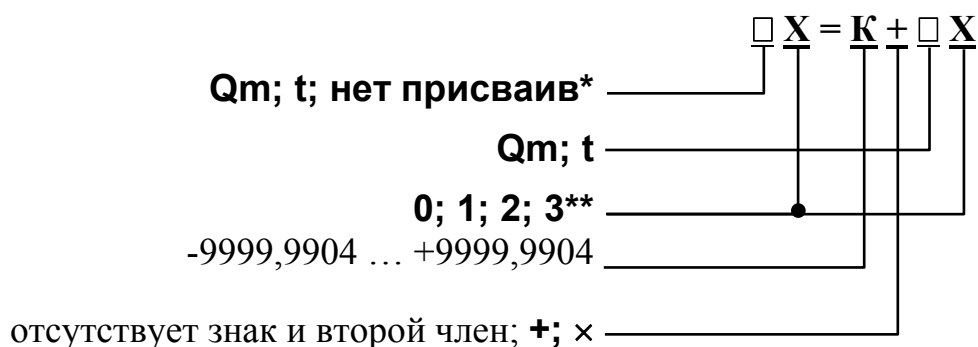 □ X = К + □ X
Qm; t; нет присваив*
Qm; t
0; 1; 2; 3**
-9999,9904 … +9999,9904
отсутствует знак и второй член; +; ×